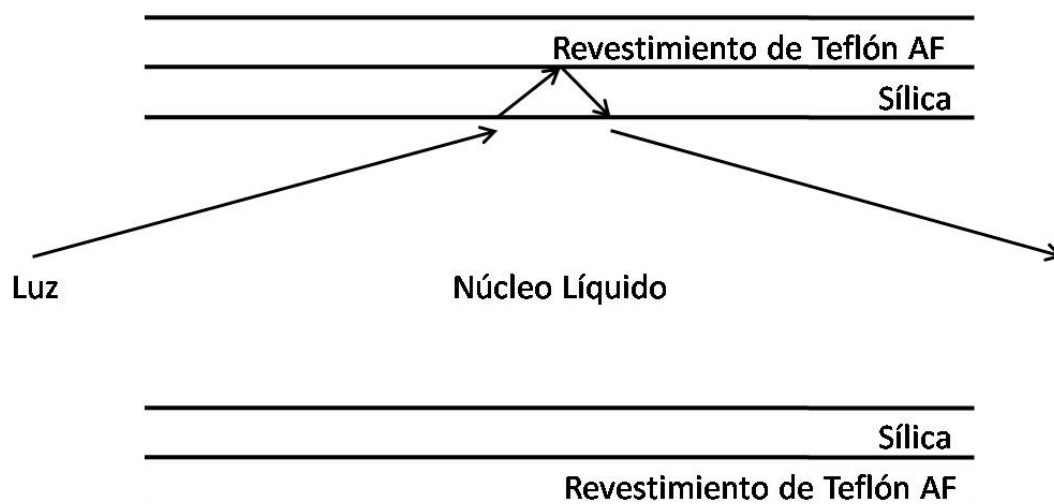 Revestimiento de Teflón AF
Sílica
Luz
Núcleo Líquido
Sílica
Revestimiento de Teflón AF